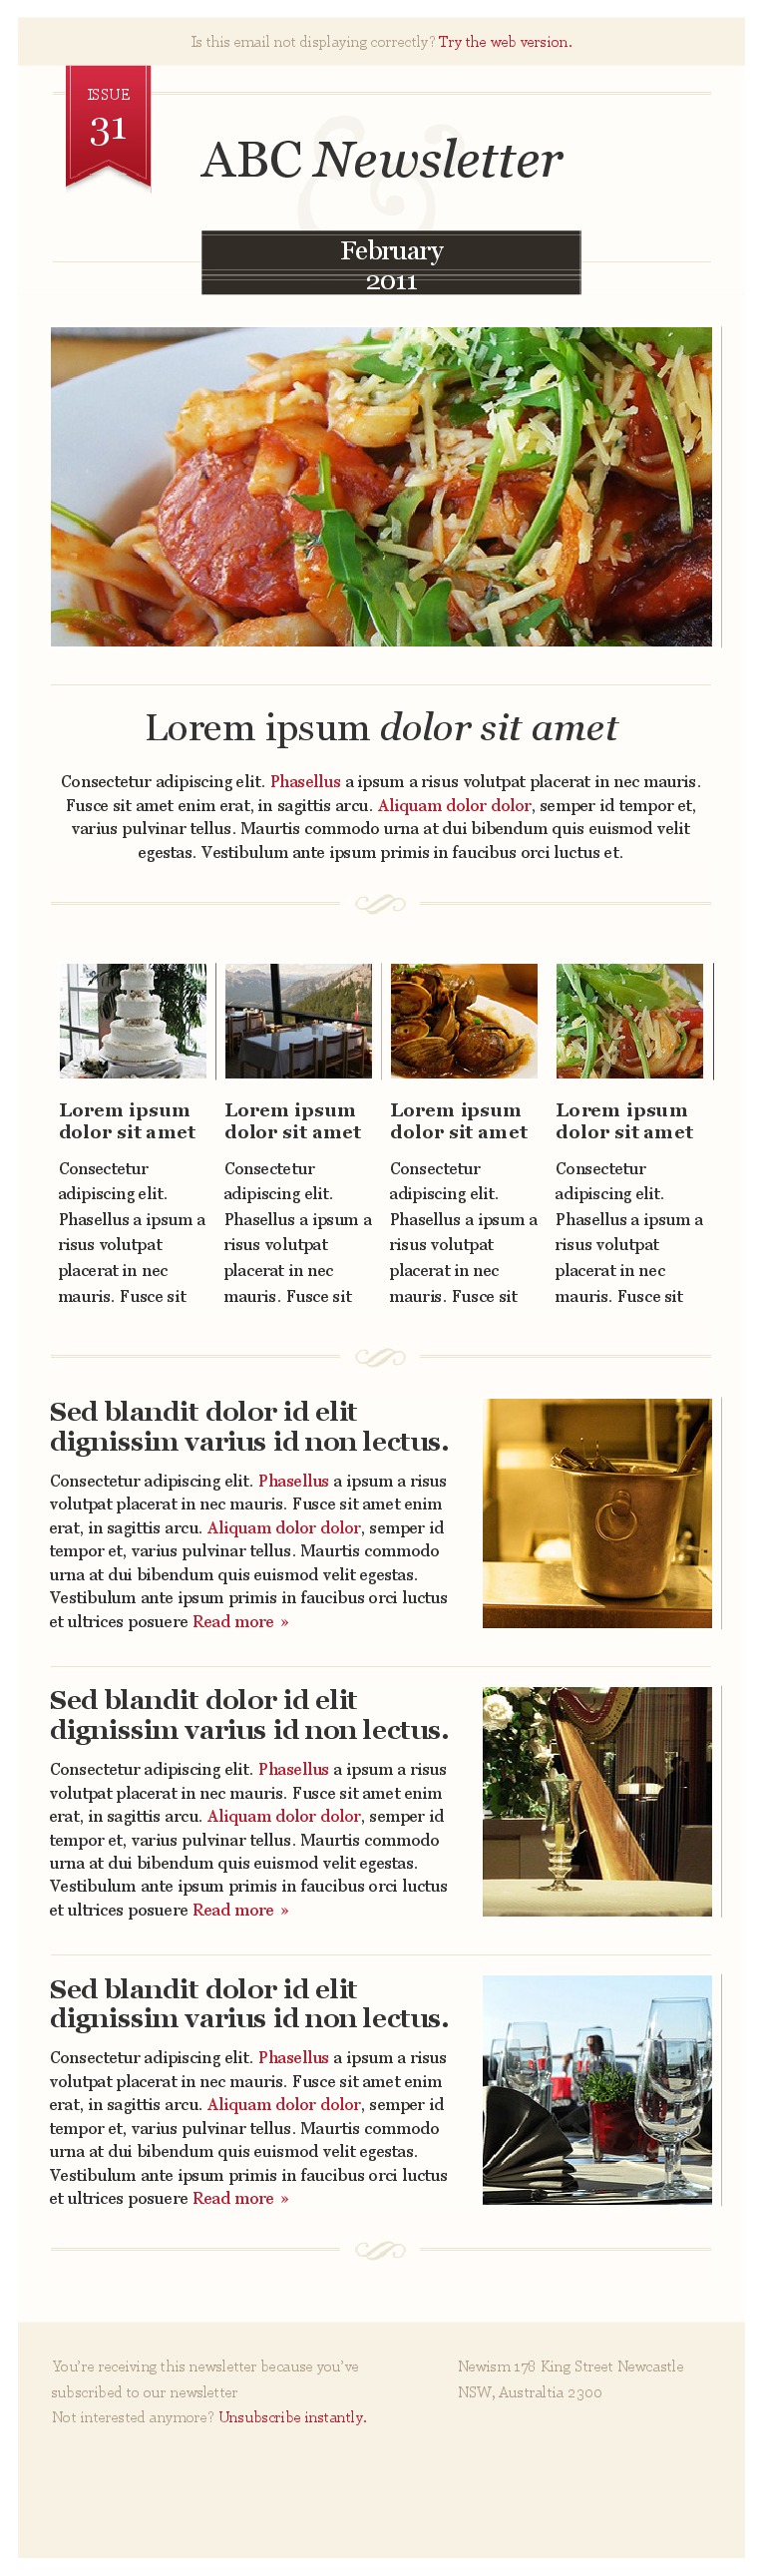 Is this email not displaying correctly? Try the web version.
ISSUE
31
ABC Newsletter
&
February
2011
Lorem ipsum dolor sit amet
Consectetur adipiscing elit. Phasellus a ipsum a risus volutpat placerat in nec mauris.
Fusce sit amet enim erat, in sagittis arcu. Aliquam dolor dolor, semper id tempor et,
varius pulvinar tellus. Maurtis commodo urna at dui bibendum quis euismod velit
egestas. Vestibulum ante ipsum primis in faucibus orci luctus et.
Lorem ipsum
dolor sit amet
Consectetur
adipiscing elit.
Phasellus a ipsum a
risus volutpat
placerat in nec
mauris. Fusce sit
Lorem ipsum
dolor sit amet
Consectetur
adipiscing elit.
Phasellus a ipsum a
risus volutpat
placerat in nec
mauris. Fusce sit
Lorem ipsum
dolor sit amet
Consectetur
adipiscing elit.
Phasellus a ipsum a
risus volutpat
placerat in nec
mauris. Fusce sit
Lorem ipsum
dolor sit amet
Consectetur
adipiscing elit.
Phasellus a ipsum a
risus volutpat
placerat in nec
mauris. Fusce sit
Sed blandit dolor id elit
dignissim varius id non lectus.
Consectetur adipiscing elit. Phasellus a ipsum a risus
volutpat placerat in nec mauris. Fusce sit amet enim
erat, in sagittis arcu. Aliquam dolor dolor, semper id
tempor et, varius pulvinar tellus. Maurtis commodo
urna at dui bibendum quis euismod velit egestas.
Vestibulum ante ipsum primis in faucibus orci luctus
et ultrices posuere Read more »
Sed blandit dolor id elit
dignissim varius id non lectus.
Consectetur adipiscing elit. Phasellus a ipsum a risus
volutpat placerat in nec mauris. Fusce sit amet enim
erat, in sagittis arcu. Aliquam dolor dolor, semper id
tempor et, varius pulvinar tellus. Maurtis commodo
urna at dui bibendum quis euismod velit egestas.
Vestibulum ante ipsum primis in faucibus orci luctus
et ultrices posuere Read more »
Sed blandit dolor id elit
dignissim varius id non lectus.
Consectetur adipiscing elit. Phasellus a ipsum a risus
volutpat placerat in nec mauris. Fusce sit amet enim
erat, in sagittis arcu. Aliquam dolor dolor, semper id
tempor et, varius pulvinar tellus. Maurtis commodo
urna at dui bibendum quis euismod velit egestas.
Vestibulum ante ipsum primis in faucibus orci luctus
et ultrices posuere Read more »
You're receiving this newsletter because you've
subscribed to our newsletter
Not interested anymore? Unsubscribe instantly.
Newism 178 King Street Newcastle
NSW, Australtia 2300